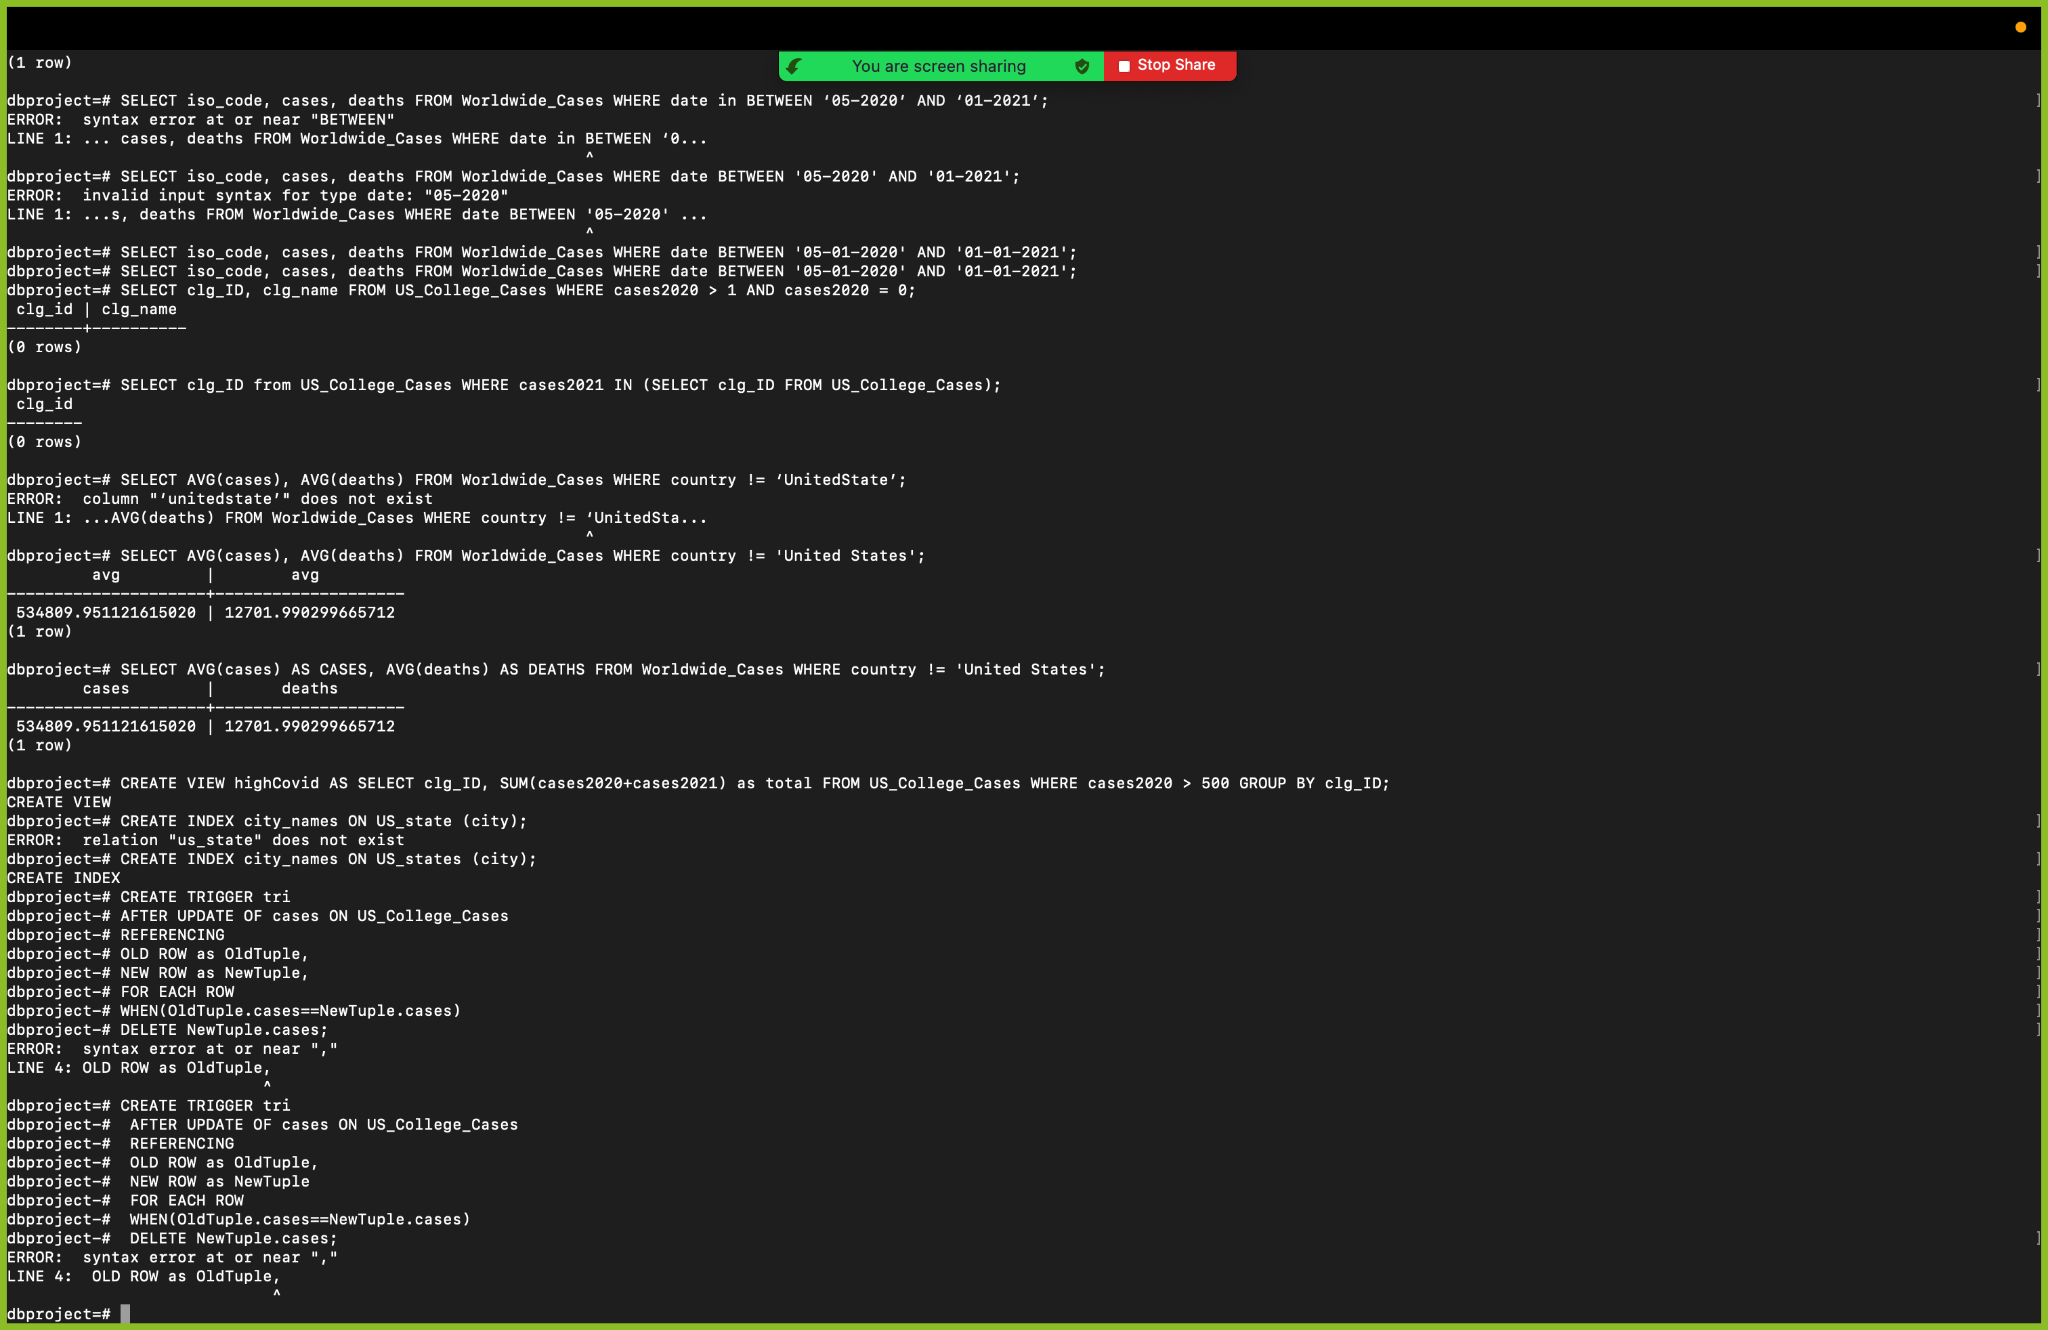 (1 row)
You are screen sharing
Stop Share
dbproject=# SELECT iso_code, cases, deaths FROM Worldwide_Cases WHERE date in BETWEEN ‘05-2020’ AND ‘01-2021’;
ERROR:  syntax error at or near "BETWEEN"
LINE 1: ... cases, deaths FROM Worldwide_Cases WHERE date in BETWEEN ‘0...
^
dbproject=# SELECT iso_code, cases, deaths FROM Worldwide_Cases WHERE date BETWEEN '05-2020' AND '01-2021';
ERROR:  invalid input syntax for type date: "05-2020"
LINE 1: ...s, deaths FROM Worldwide_Cases WHERE date BETWEEN '05-2020' ...
^
dbproject=# SELECT iso_code, cases, deaths FROM Worldwide_Cases WHERE date BETWEEN '05-01-2020' AND '01-01-2021';
dbproject=# SELECT iso_code, cases, deaths FROM Worldwide_Cases WHERE date BETWEEN '05-01-2020' AND '01-01-2021';
dbproject=# SELECT clg_ID, clg_name FROM US_College_Cases WHERE cases2020 > 1 AND cases2020 = 0;
clg_id | clg_name
--------+----------
(0 rows)
dbproject=# SELECT clg_ID from US_College_Cases WHERE cases2021 IN (SELECT clg_ID FROM US_College_Cases);
clg_id
--------
(0 rows)
dbproject=# SELECT AVG(cases), AVG(deaths) FROM Worldwide_Cases WHERE country != ‘UnitedState’;
ERROR:  column "‘unitedstate’" does not exist
LINE 1: ...AVG(deaths) FROM Worldwide_Cases WHERE country != ‘UnitedSta...
^
dbproject=# SELECT AVG(cases), AVG(deaths) FROM Worldwide_Cases WHERE country != 'United States';
avg          |        avg
---------------------+--------------------
534809.951121615020 | 12701.990299665712
(1 row)
dbproject=# SELECT AVG(cases) AS CASES, AVG(deaths) AS DEATHS FROM Worldwide_Cases WHERE country != 'United States';
cases        |       deaths
---------------------+--------------------
534809.951121615020 | 12701.990299665712
(1 row)
dbproject=# CREATE VIEW highCovid AS SELECT clg_ID, SUM(cases2020+cases2021) as total FROM US_College_Cases WHERE cases2020 > 500 GROUP BY clg_ID;
CREATE VIEW
dbproject=# CREATE INDEX city_names ON US_state (city);
ERROR:  relation "us_state" does not exist
dbproject=# CREATE INDEX city_names ON US_states (city);
CREATE INDEX
dbproject=# CREATE TRIGGER tri
dbproject-# AFTER UPDATE OF cases ON US_College_Cases
dbproject-# REFERENCING
dbproject-# OLD ROW as OldTuple,
dbproject-# NEW ROW as NewTuple,
dbproject-# FOR EACH ROW
dbproject-# WHEN(OldTuple.cases==NewTuple.cases)
dbproject-# DELETE NewTuple.cases;
ERROR:  syntax error at or near ","
LINE 4: OLD ROW as OldTuple,
^
dbproject=# CREATE TRIGGER tri
dbproject-#  AFTER UPDATE OF cases ON US_College_Cases
dbproject-#  REFERENCING
dbproject-#  OLD ROW as OldTuple,
dbproject-#  NEW ROW as NewTuple
dbproject-#  FOR EACH ROW
dbproject-#  WHEN(OldTuple.cases==NewTuple.cases)
dbproject-#  DELETE NewTuple.cases;
ERROR:  syntax error at or near ","
LINE 4:  OLD ROW as OldTuple,
^
dbproject=#